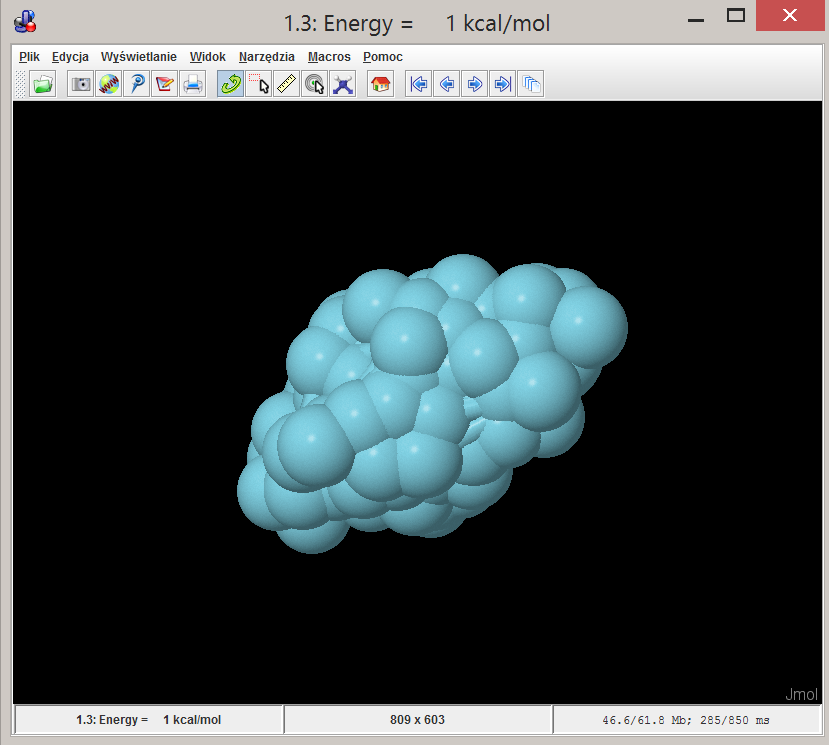 1.3: Energy = 1 kcal/mol
Plik Edycja Wyświetlanie Widok Narzędzia Macros Pomoc
Jmol
1.3: Energy = 1 kcal/mol 809 x 603 46.6/61.8 Mb; 285/850 ms